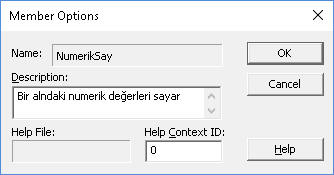 Member Options
Name: NumerikSay
OK
Description:
Cancel
Bir alndaki numerik değerleri sayar
Help File:
Help Context ID:
0
Help